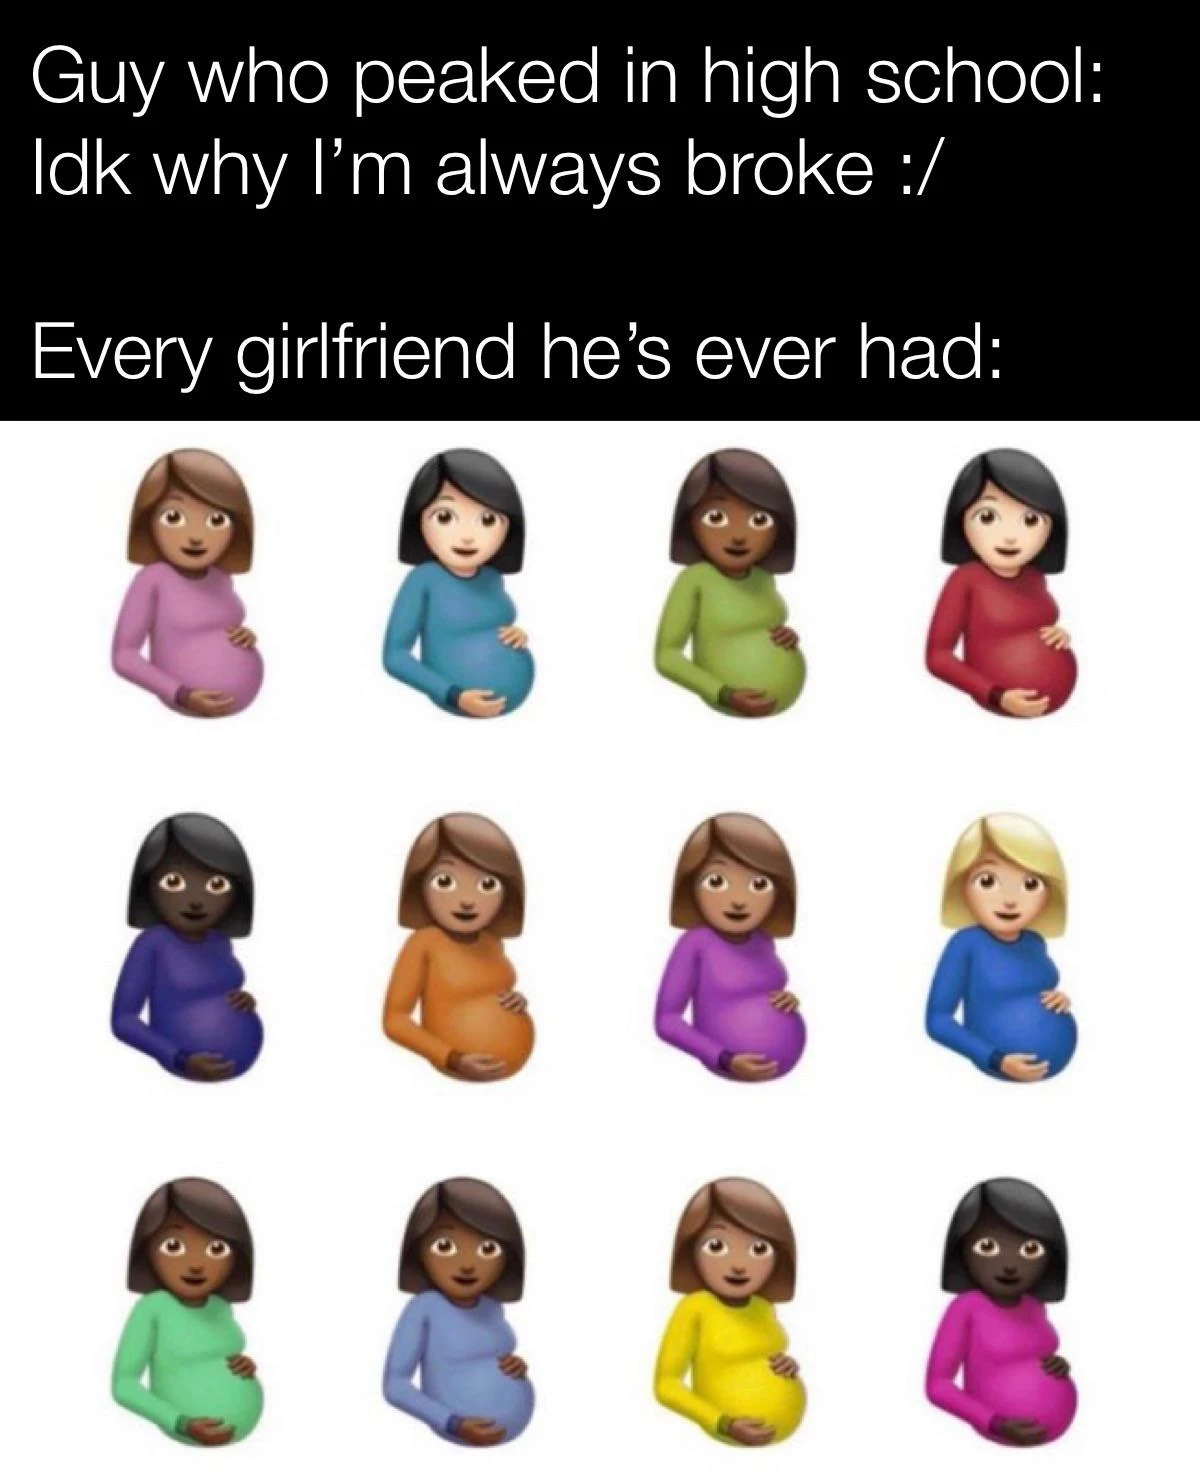 Guy who peaked in high school:
Idk why I’m always broke :/
Every girlfriend he’s ever had: